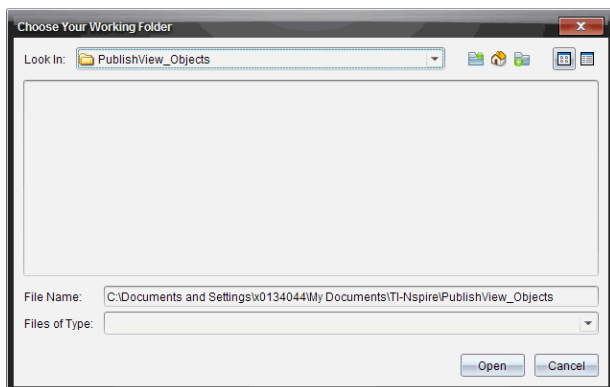 Choose Your Working Folder
Look In: PublishView_Objects
File Name: C:\Documents and Settings\x0134044\My Documents\TI-Nspire\PublishView_Objects
Files of Type:
Open Cancel